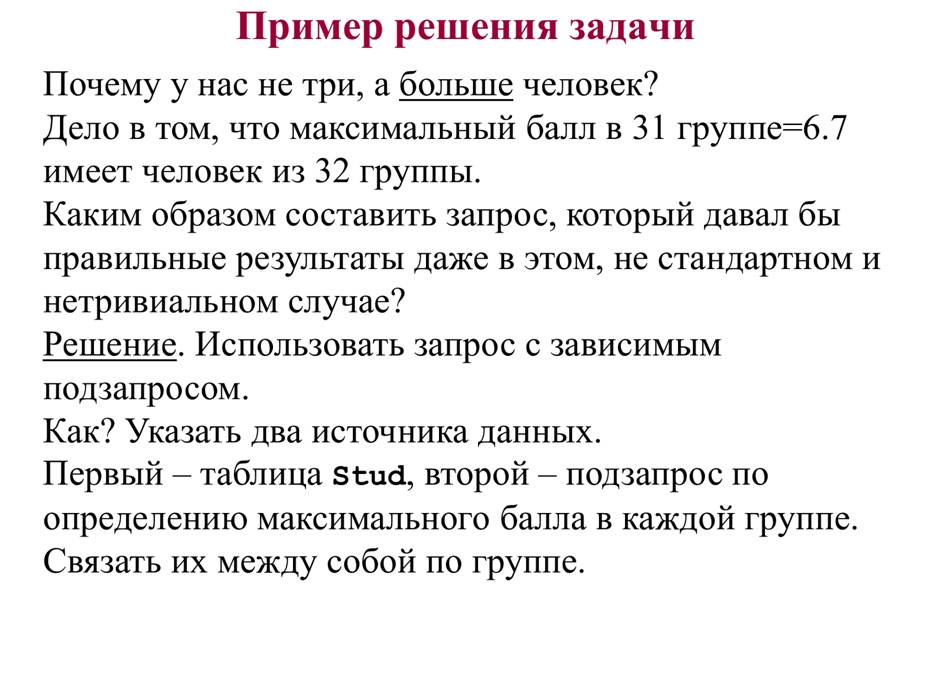 Пример решения задачи
Почему у нас не три, а больше человек?
Дело в том, что максимальный балл в 31 группе=6.7
имеет человек из 32 группы.
Каким образом составить запрос, который давал бы
правильные результаты даже в этом, не стандартном и
нетривиальном случае?
Решение. Использовать запрос с зависимым
подзапросом.
Как? Указать два источника данных.
Первый – таблица Stud, второй – подзапрос по
определению максимального балла в каждой группе.
Связать их между собой по группе.